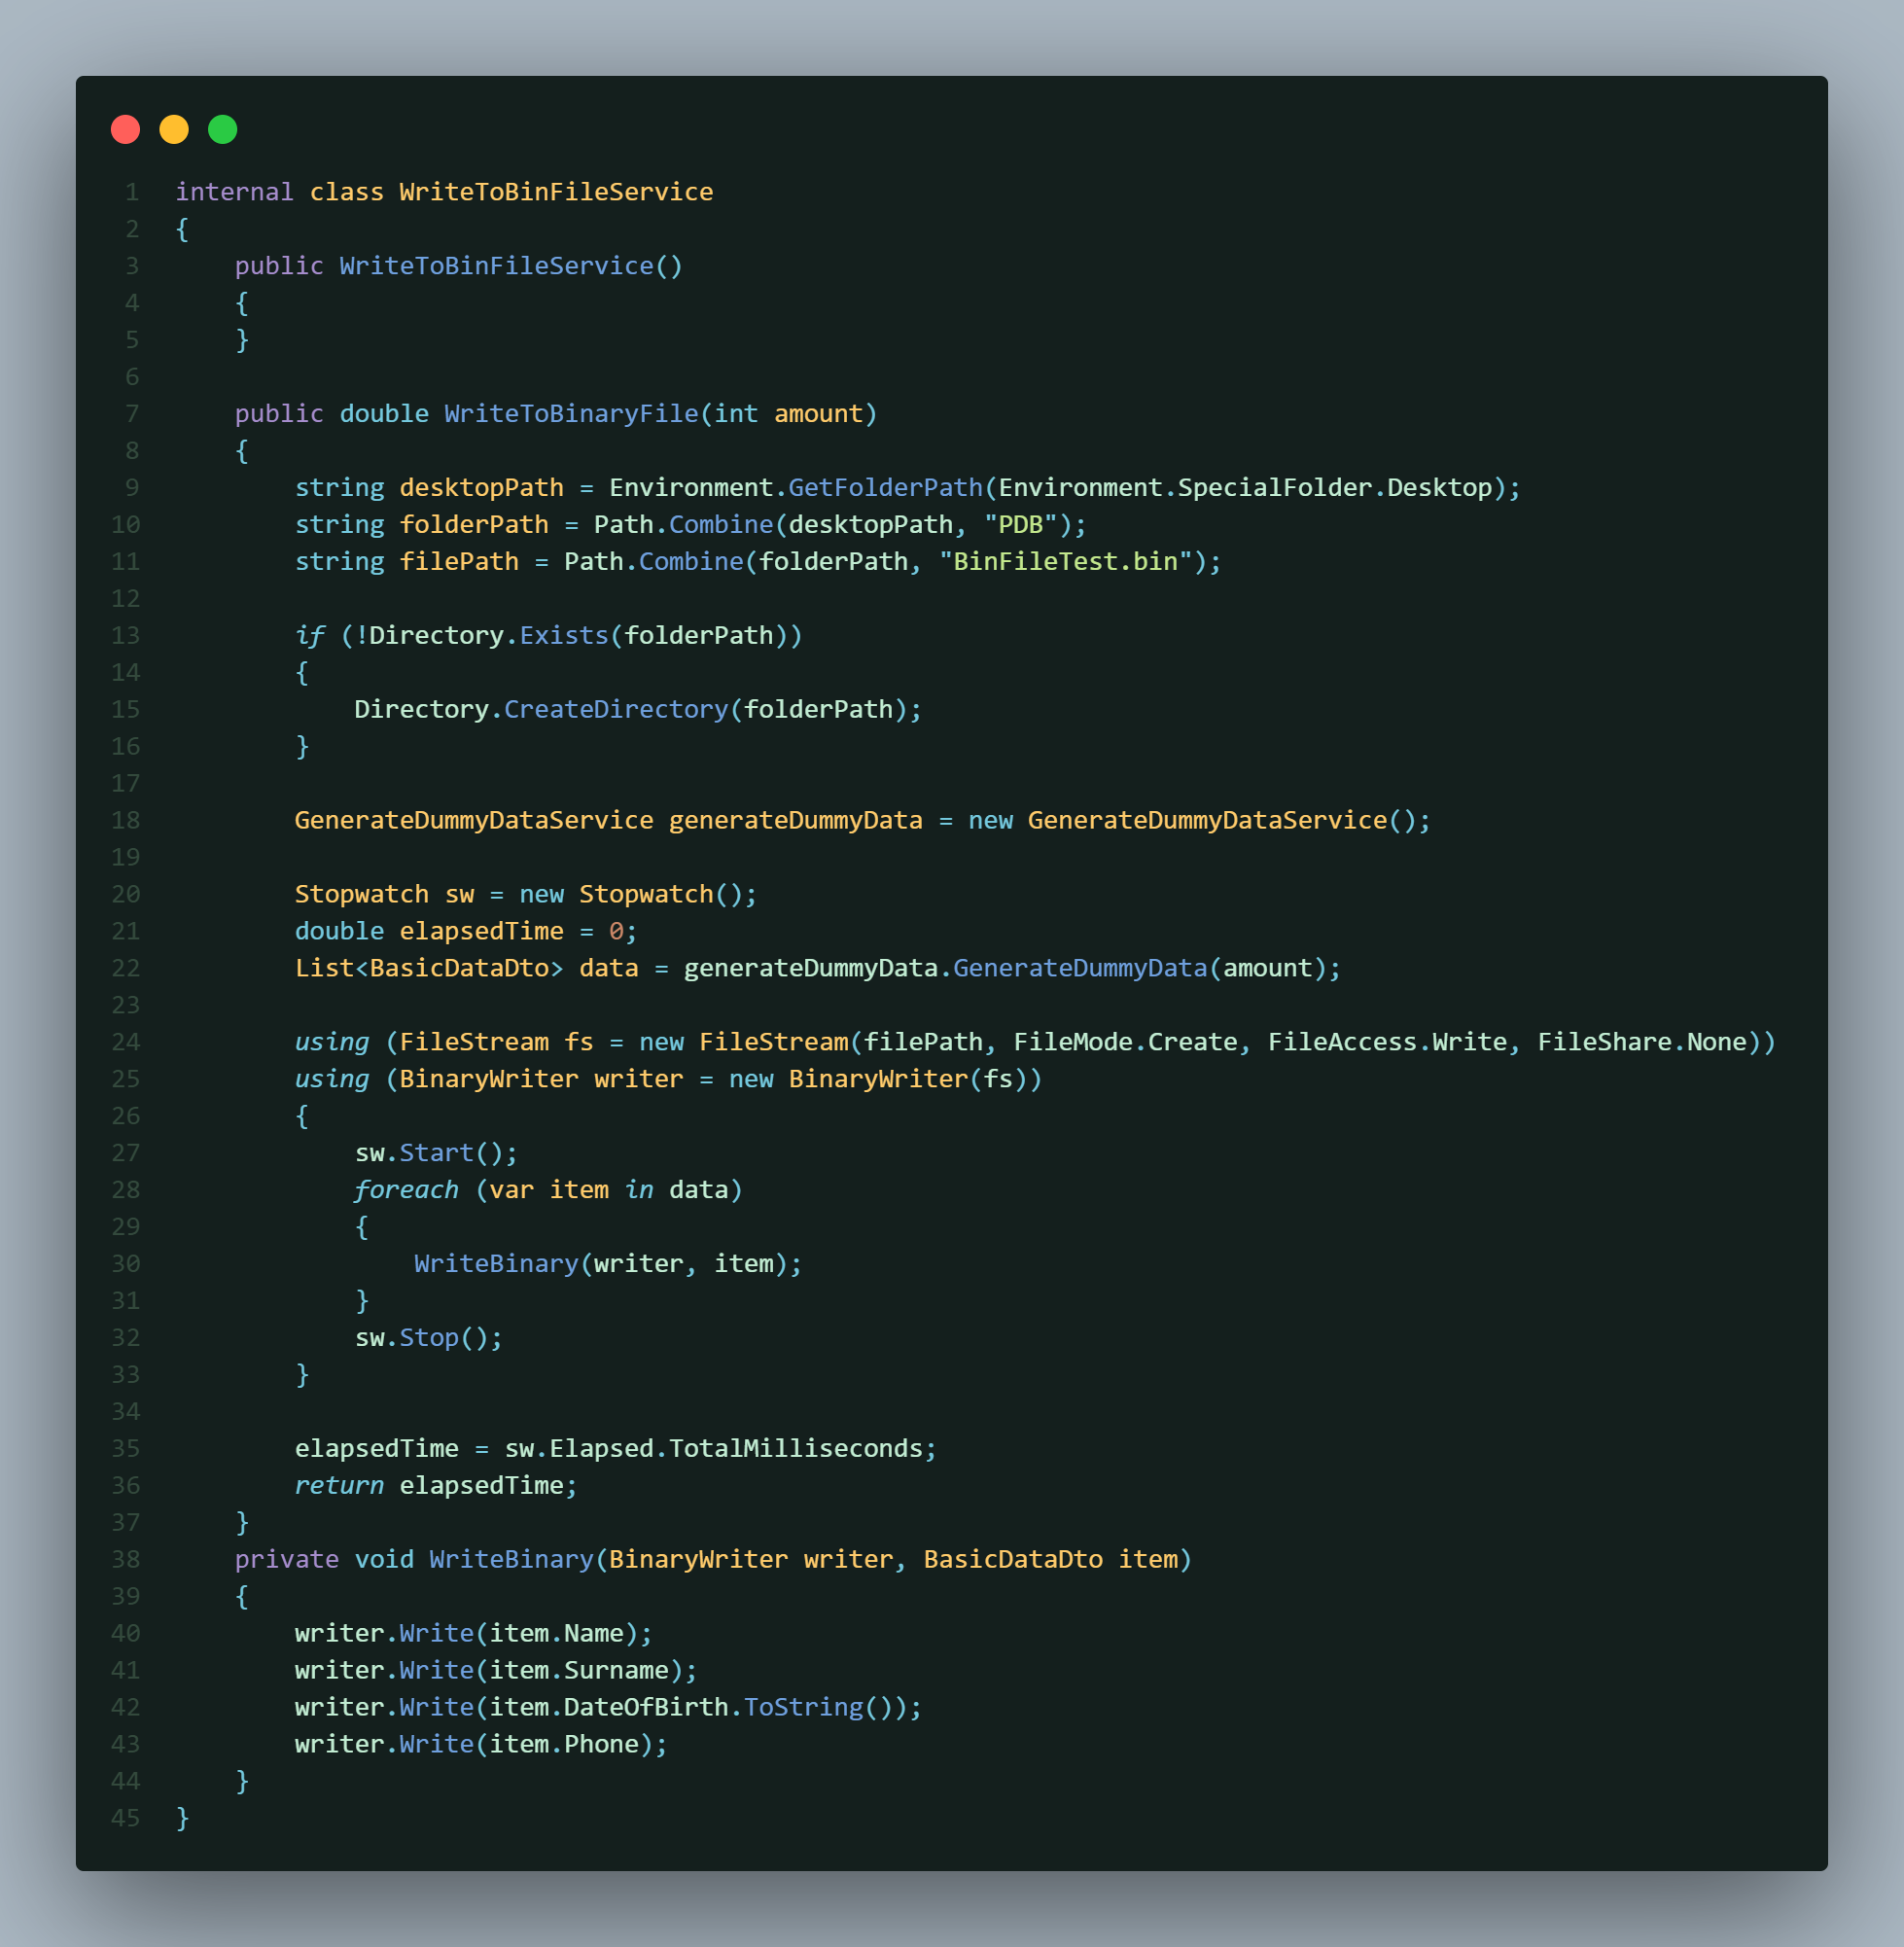 1 internal class WriteToBinFileService
2 {
3     public WriteToBinFileService()
4     {
5     }
6
7     public double WriteToBinaryFile(int amount)
8     {
9         string desktopPath = Environment.GetFolderPath(Environment.SpecialFolder.Desktop);
10         string folderPath = Path.Combine(desktopPath, "PDB");
11         string filePath = Path.Combine(folderPath, "BinFileTest.bin");
12
13         if (!Directory.Exists(folderPath))
14         {
15             Directory.CreateDirectory(folderPath);
16         }
17
18         GenerateDummyDataService generateDummyData = new GenerateDummyDataService();
19
20         Stopwatch sw = new Stopwatch();
21         double elapsedTime = 0;
22         List<BasicDataDto> data = generateDummyData.GenerateDummyData(amount);
23
24         using (FileStream fs = new FileStream(filePath, FileMode.Create, FileAccess.Write, FileShare.None))
25         using (BinaryWriter writer = new BinaryWriter(fs))
26         {
27             sw.Start();
28             foreach (var item in data)
29             {
30                 WriteBinary(writer, item);
31             }
32             sw.Stop();
33         }
34
35         elapsedTime = sw.Elapsed.TotalMilliseconds;
36         return elapsedTime;
37     }
38     private void WriteBinary(BinaryWriter writer, BasicDataDto item)
39     {
40         writer.Write(item.Name);
41         writer.Write(item.Surname);
42         writer.Write(item.DateOfBirth.ToString());
43         writer.Write(item.Phone);
44     }
45 }